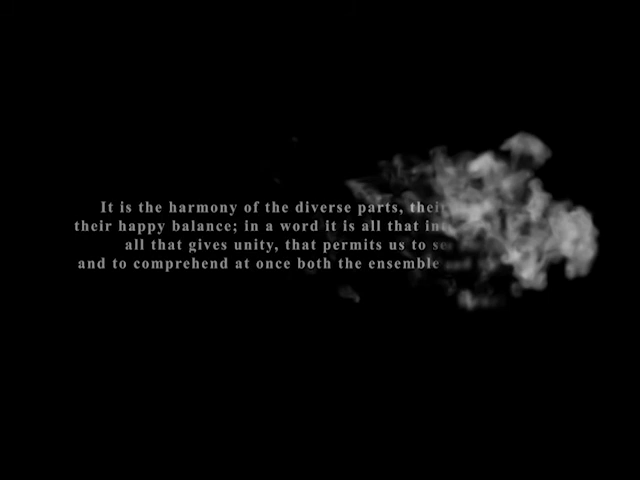 It is the harmony of the diverse parts, their
their happy balance; in a word it is all that
all that gives unity, that permits us to
and to comprehend at once both the ensemble